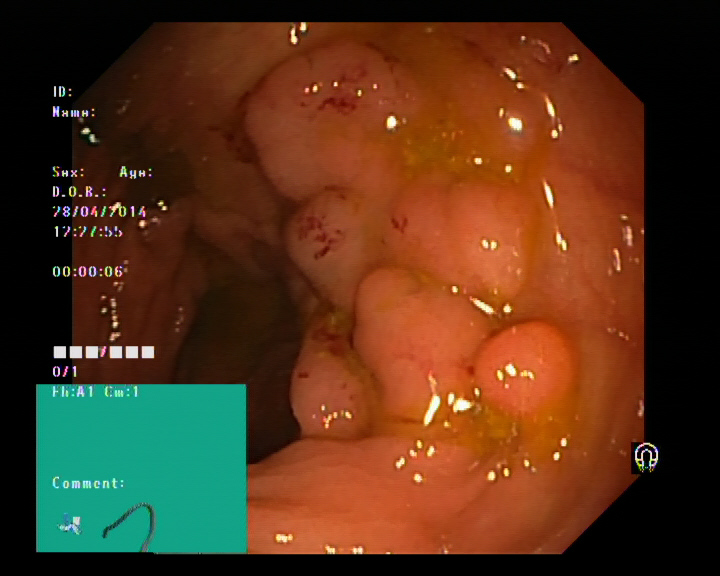 ID:
Name:
Sex: Age:
D.O.B.:
28/04/2014
12:27:55
00:00:06
0/1
Eh:A1 Cm:1
Comment: